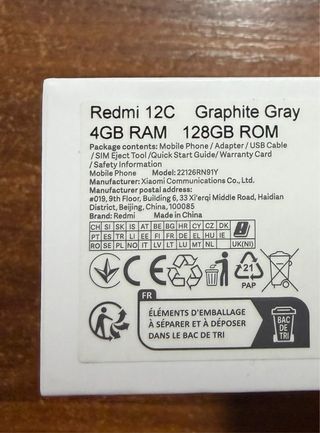 Redmi 12C Graphite Gray
4GB RAM 128GB ROM
Package contents: Mobile Phone / Adapter / USB Cable
/ SIM Eject Tool /Quick Start Guide/ Warranty Card
/ Safety Information
Mobile Phone Model: 22126RN91Y
Manufacturer: Xiaomi Communications Co., Ltd.
Manufacturer postal address:
#019, 9th Floor, Building 6, 33 Xi'erqi Middle Road, Haidian
District, Beijing, China, 100085
Brand: Redmi Made in China
CH SI SK IS AT BE BG HR CY CZ DK
PT ES TR LI EE FI FR DE EL HU IE
RO SE PL NO IT LV LT LU MT NL UK(NI)
CE
21
PAP
FR
ÉLÉMENTS D'EMBALLAGE
À SÉPARER ET À DÉPOSER
DANS LE BAC DE TRI
BAC
DE
TRI